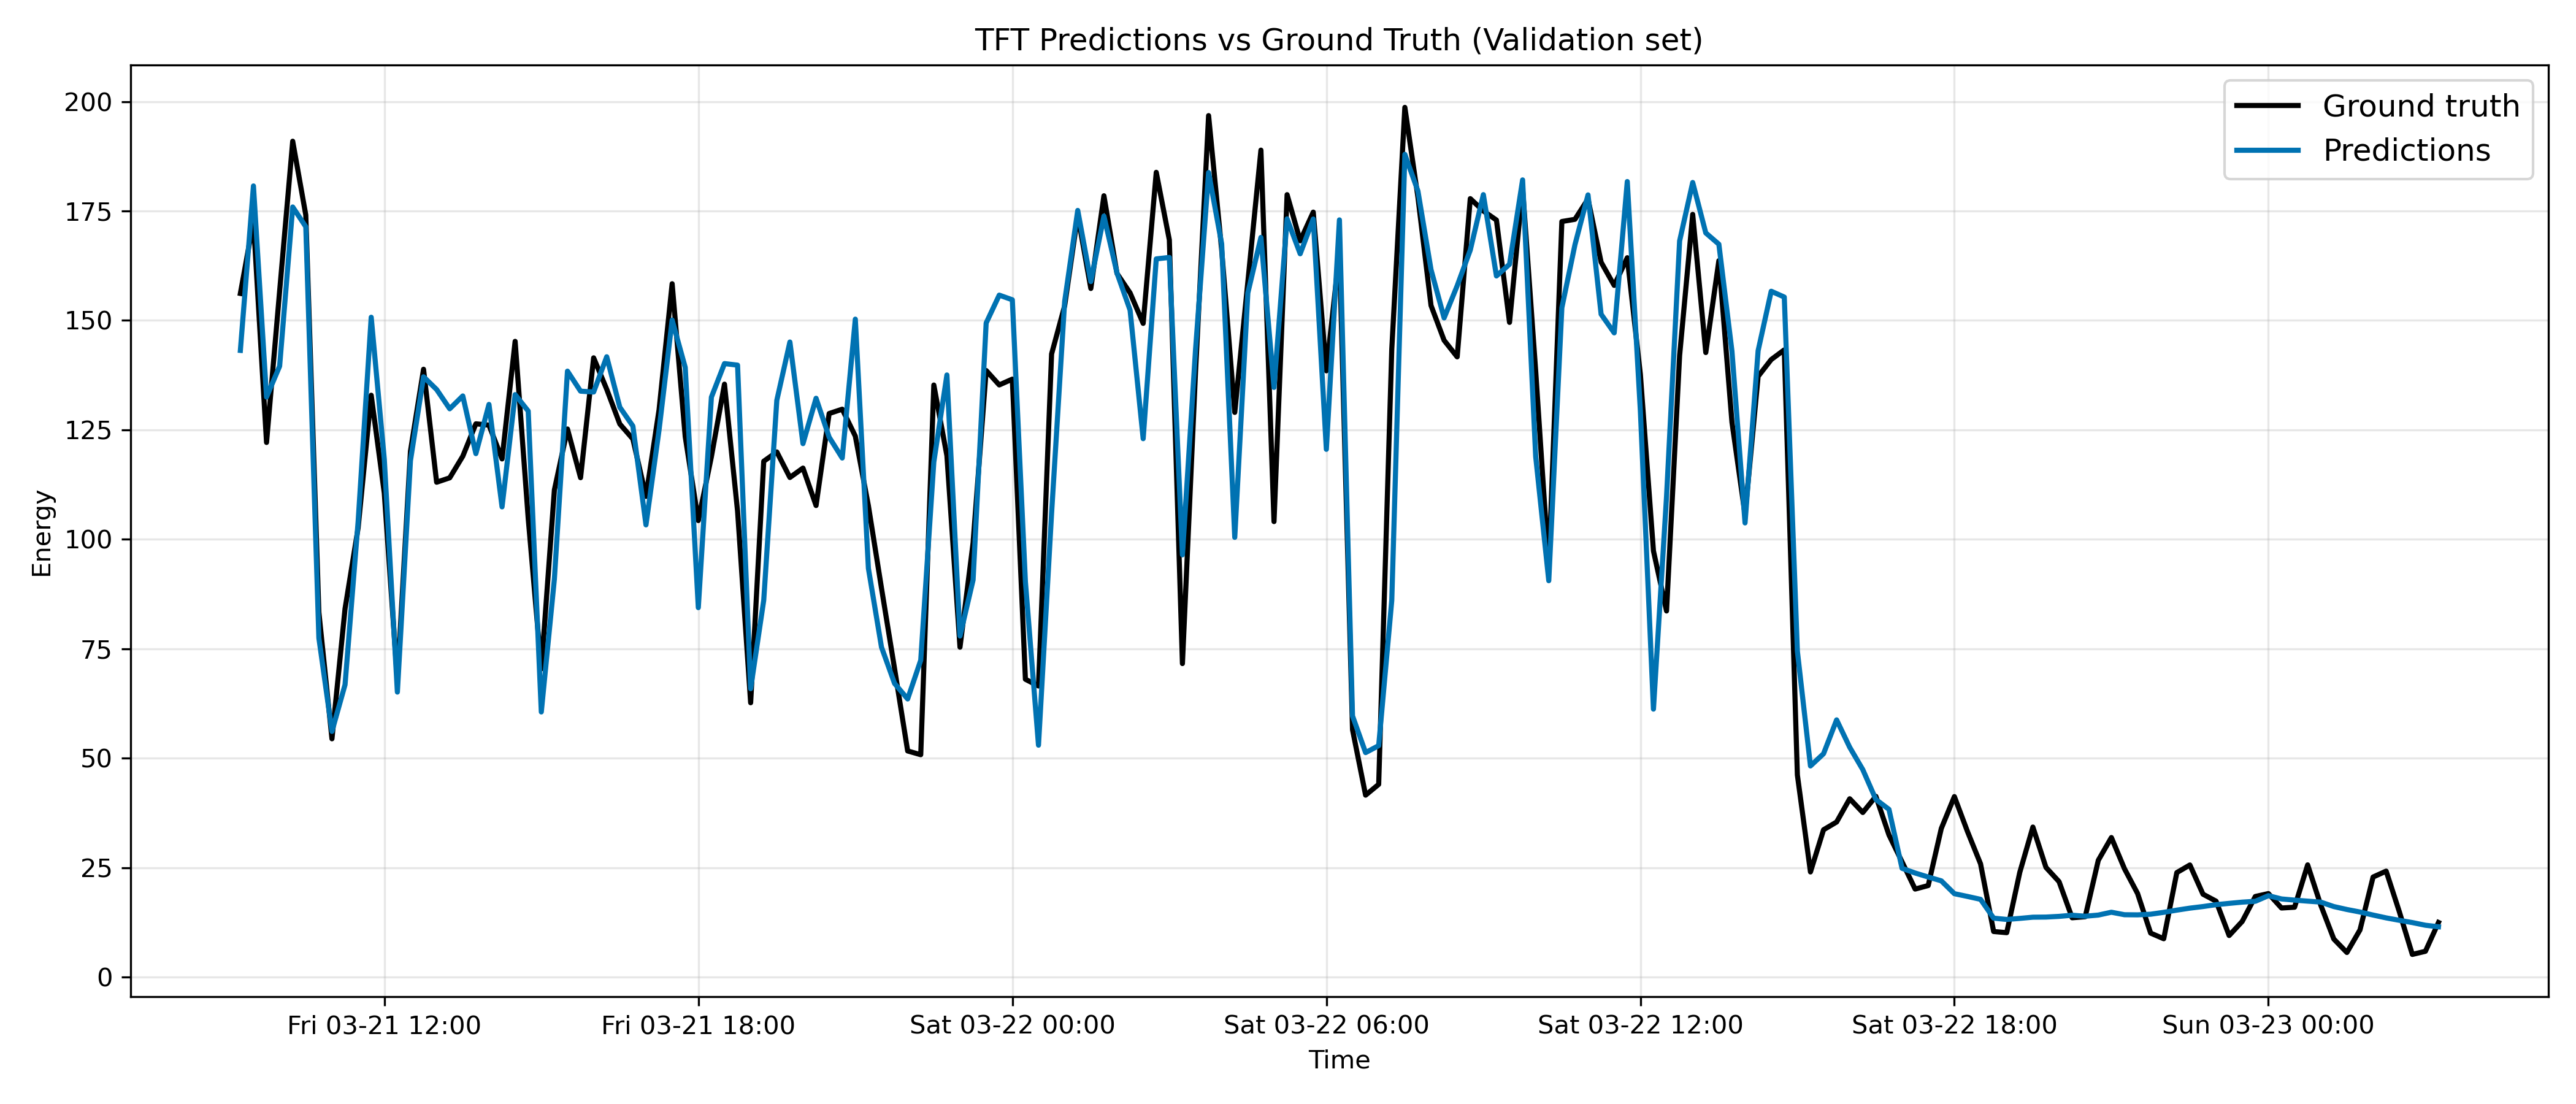 TFT Predictions vs Ground Truth (Validation set)
Ground truth
Predictions
200
175
150
125
100
75
50
25
0
Energy
Fri 03-21 12:00
Fri 03-21 18:00
Sat 03-22 00:00
Sat 03-22 06:00
Sat 03-22 12:00
Sat 03-22 18:00
Sun 03-23 00:00
Time